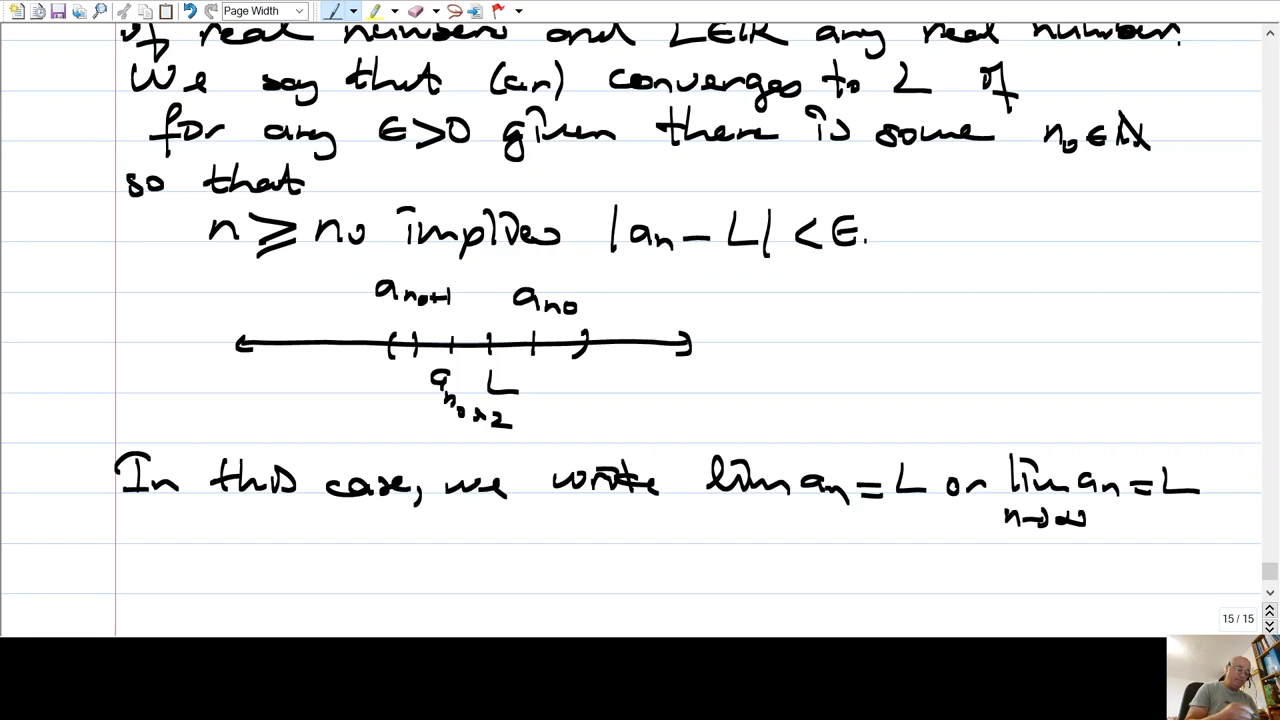 Page Width
of real numbers and L∈ℝ any real number.
We say that (an) converges to L if
for any ε>0 given there is some n₀∈ℕ
so that
n ⩾ n₀ implies |aₙ - L| < ε.
aₙ₀₊₁ aₙ₀
aₙ₀₊₂ L
In this case, we write lim aₙ = L or lim aₙ = L
n→∞
15 / 15